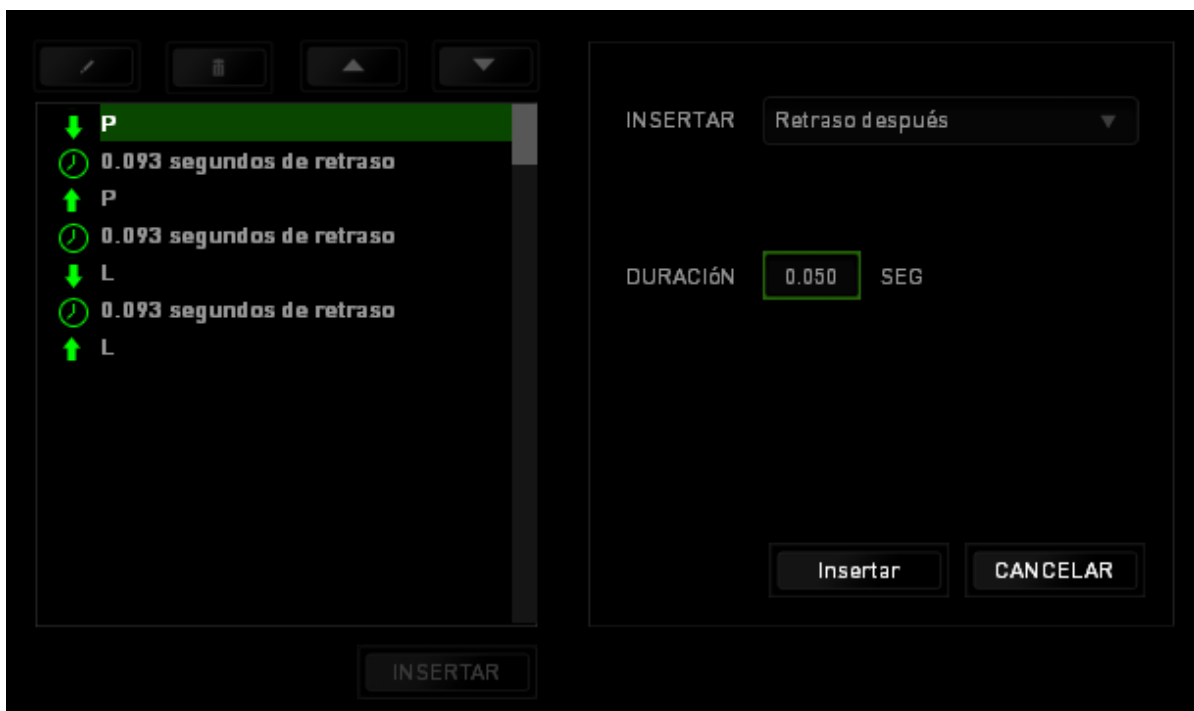 P
0.093 segundos de retraso
P
0.093 segundos de retraso
L
0.093 segundos de retraso
L
INSERTAR
INSERTAR Retraso después
DURACIóN 0.050 SEG
Insertar CANCELAR